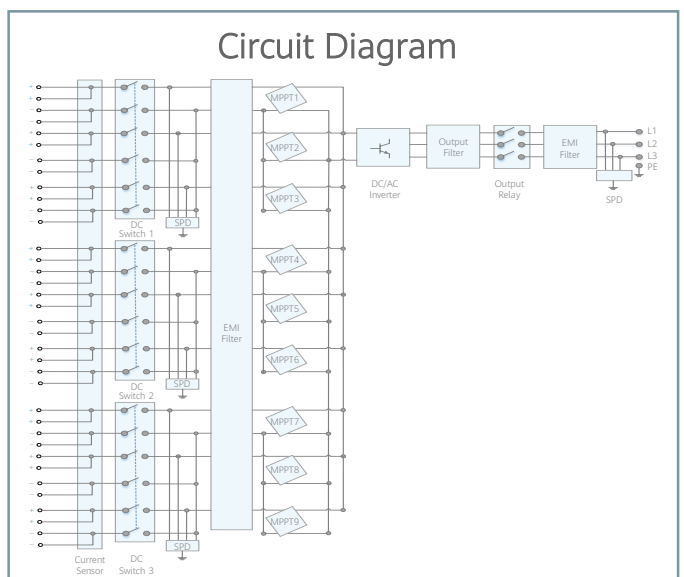 Circuit Diagram
MPPT1
MPPT2
MPPT3
DC
Switch 1
SPD
MPPT4
MPPT5
MPPT6
DC
Switch 2
SPD
MPPT7
MPPT8
MPPT9
SPD
Current
Sensor
DC
Switch 3
EMI
Filter
DC/AC
Inverter
Output
Filter
Output
Relay
EMI
Filter
L1
L2
L3
PE
SPD